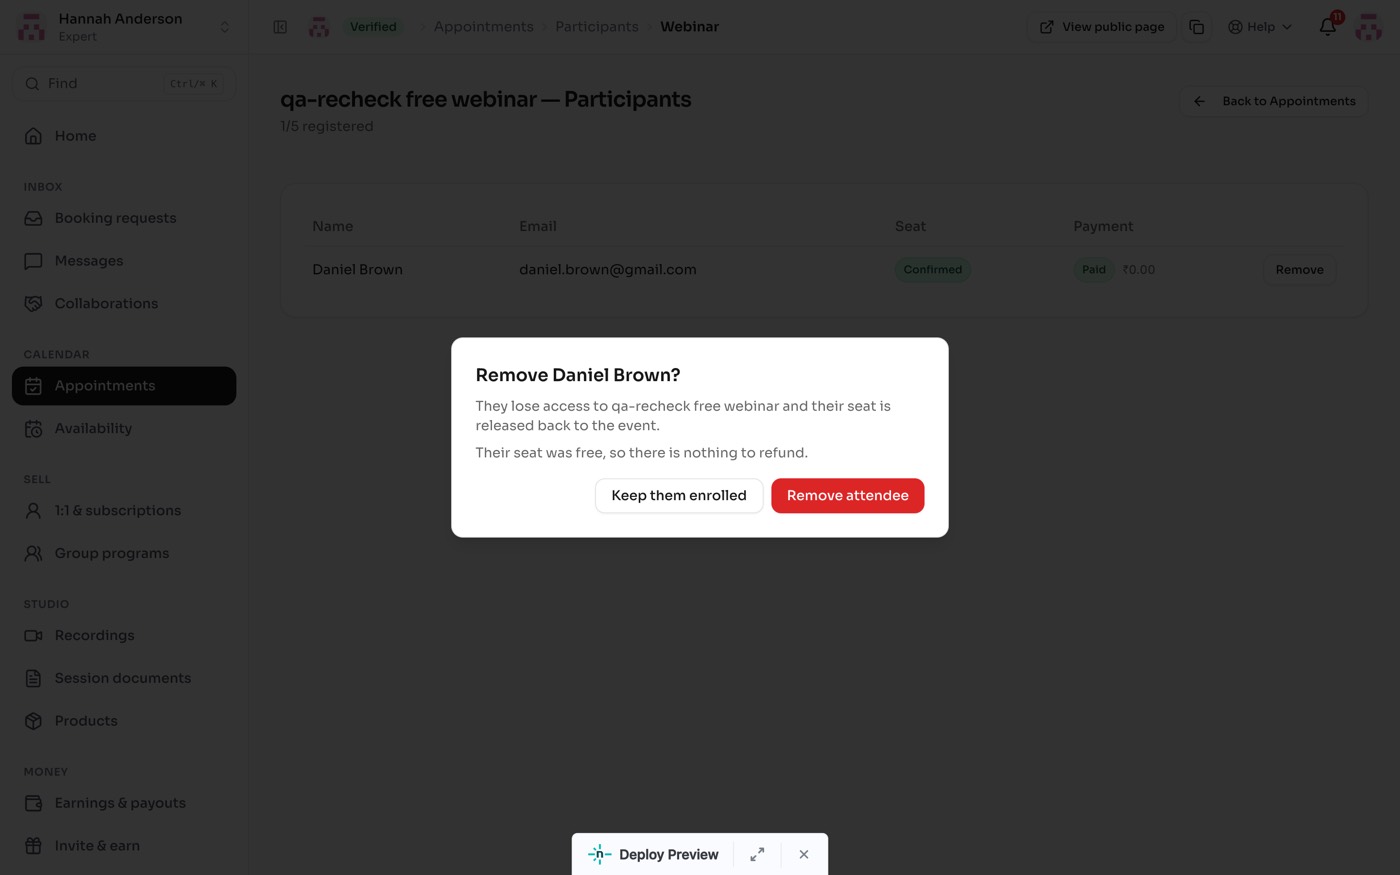 Hannah Anderson
Expert
Verified
Appointments
Participants
Webinar
View public page
Help
11
Find
Ctrl/⌘ K
Home
INBOX
Booking requests
Messages
Collaborations
CALENDAR
Appointments
Availability
SELL
1:1 & subscriptions
Group programs
STUDIO
Recordings
Session documents
Products
MONEY
Earnings & payouts
Invite & earn
qa-recheck free webinar — Participants
1/5 registered
Back to Appointments
Name Email Seat Payment
Daniel Brown daniel.brown@gmail.com Confirmed Paid ₹0.00 Remove
Remove Daniel Brown?
They lose access to qa-recheck free webinar and their seat is
released back to the event.
Their seat was free, so there is nothing to refund.
Keep them enrolled
Remove attendee
Deploy Preview